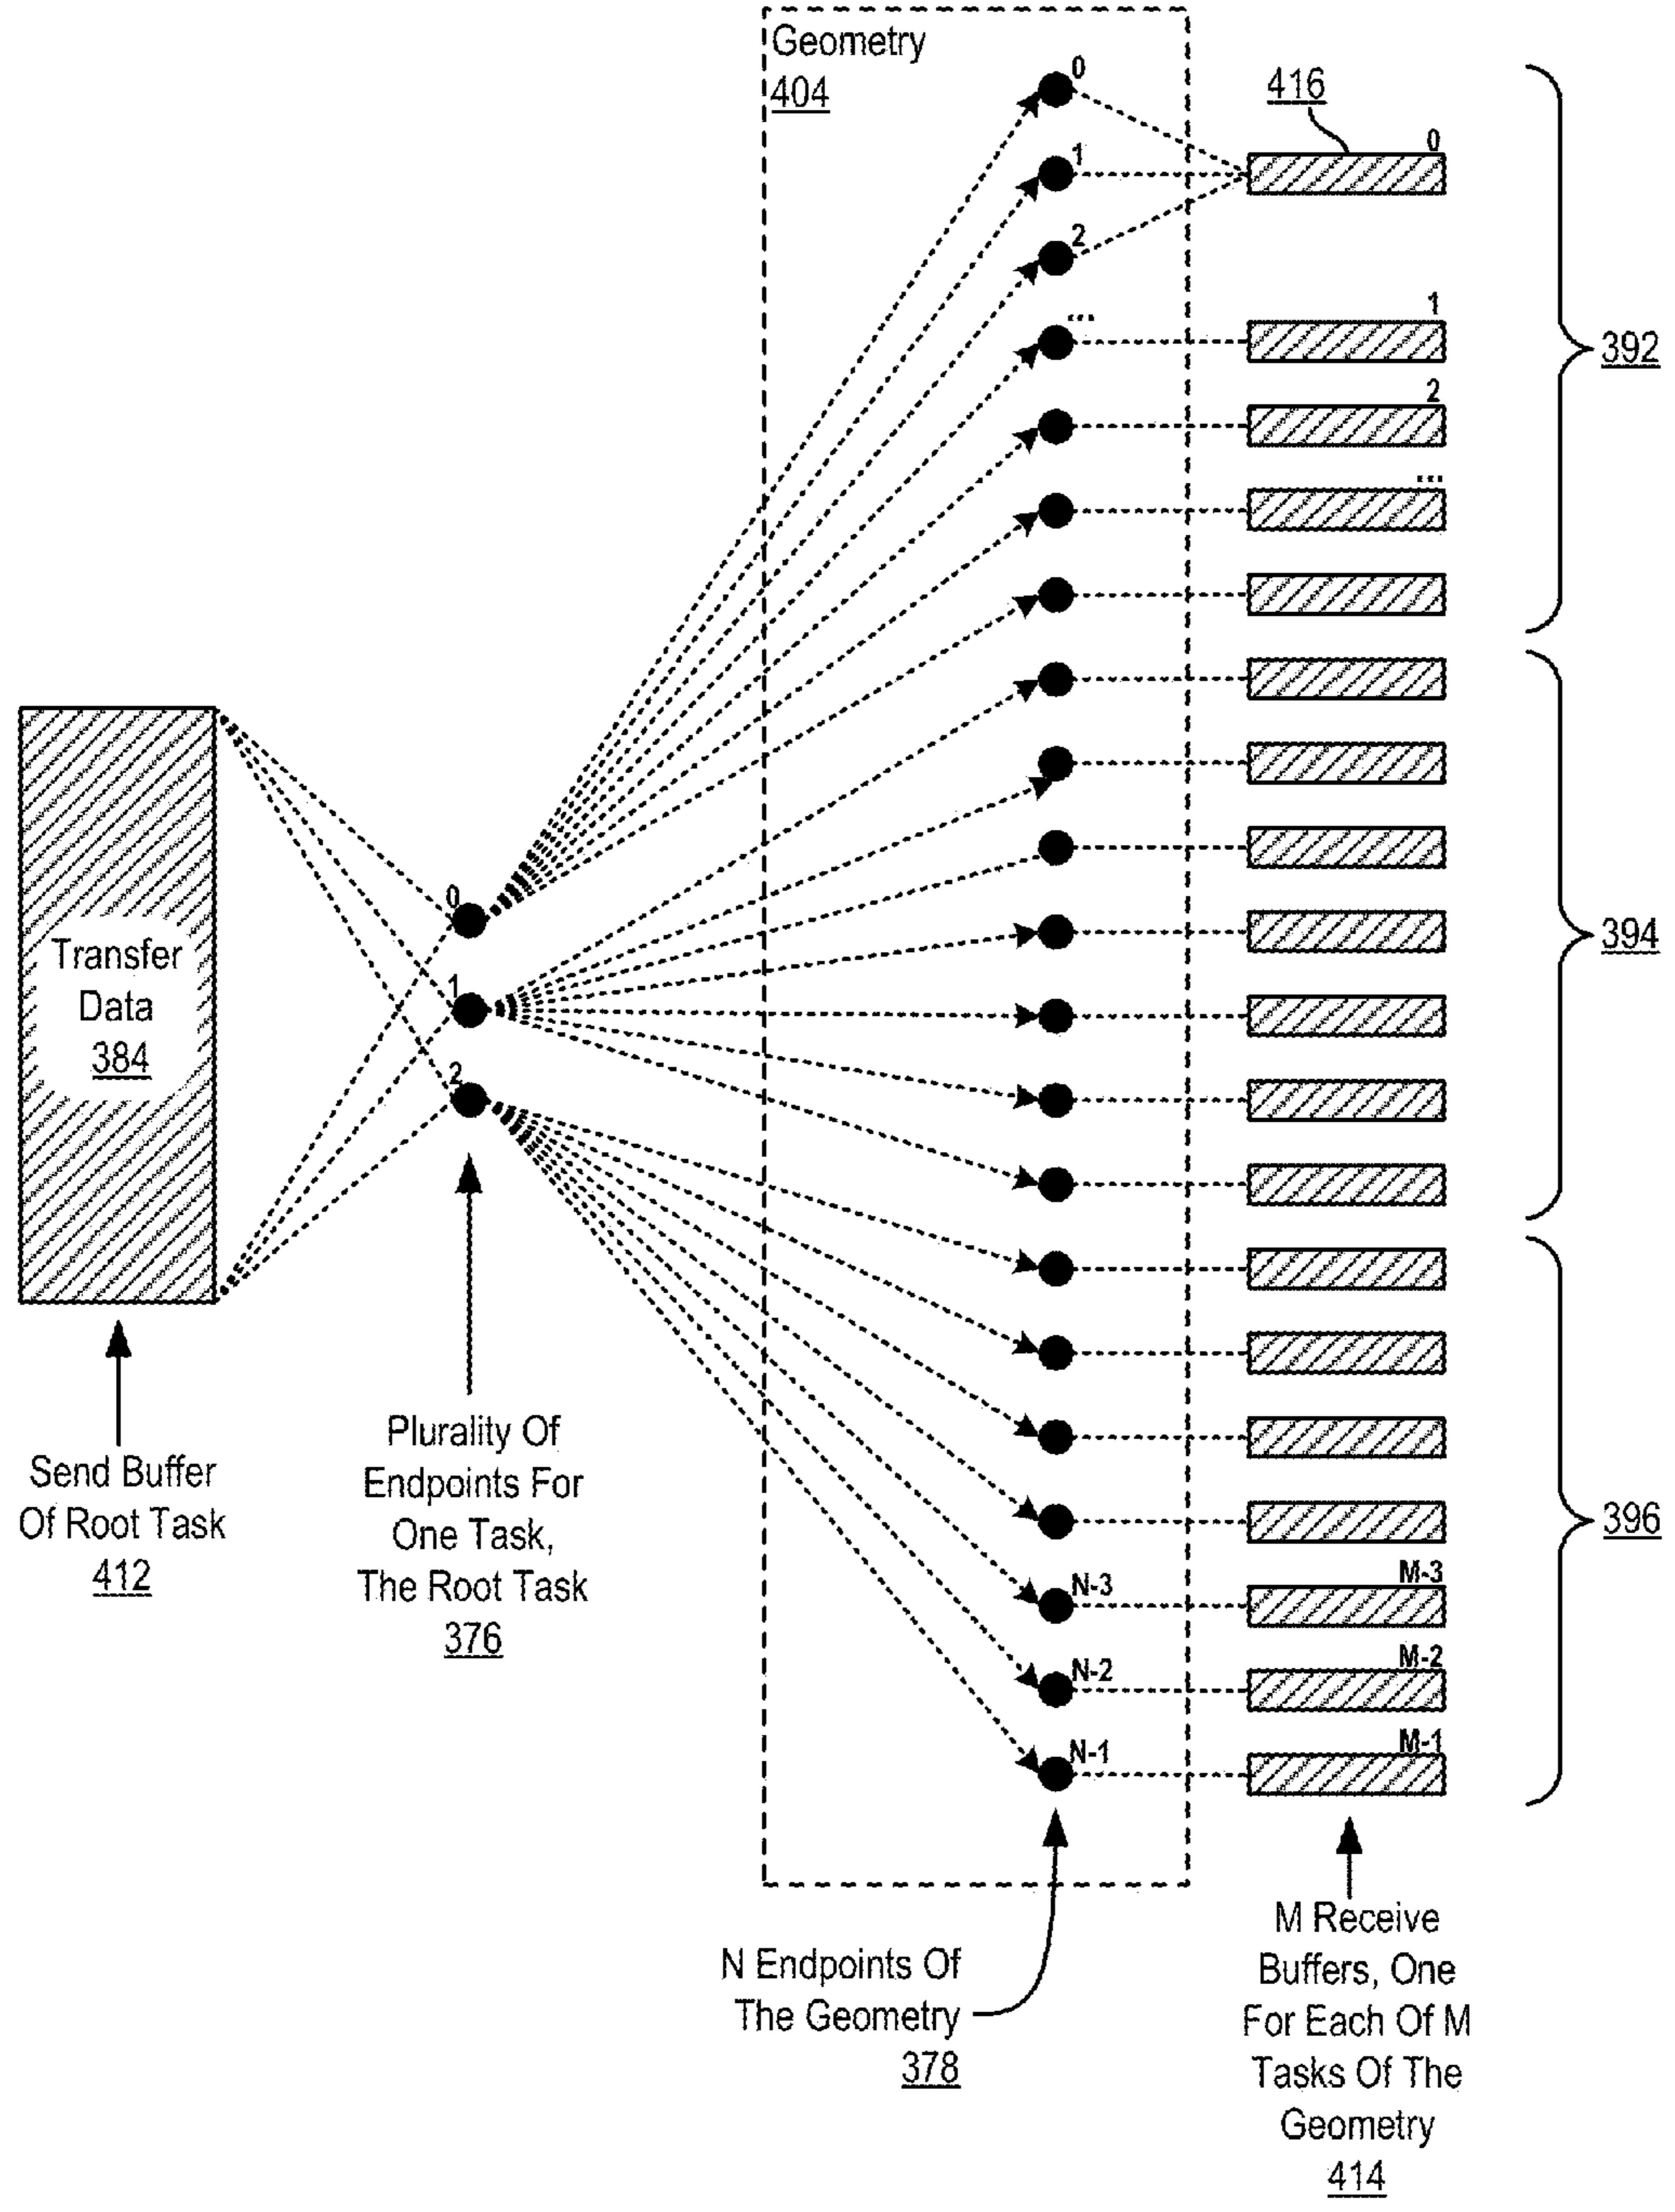 Geometry
404
0
1
2
...
416
0
1
2
...
392
394
396
Transfer
Data
384
0
1
2
Send Buffer
Of Root Task
412
Plurality Of
Endpoints For
One Task,
The Root Task
376
N-3
N-2
N-1
M-3
M-2
M-1
N Endpoints Of
The Geometry
378
M Receive
Buffers, One
For Each Of M
Tasks Of The
Geometry
414